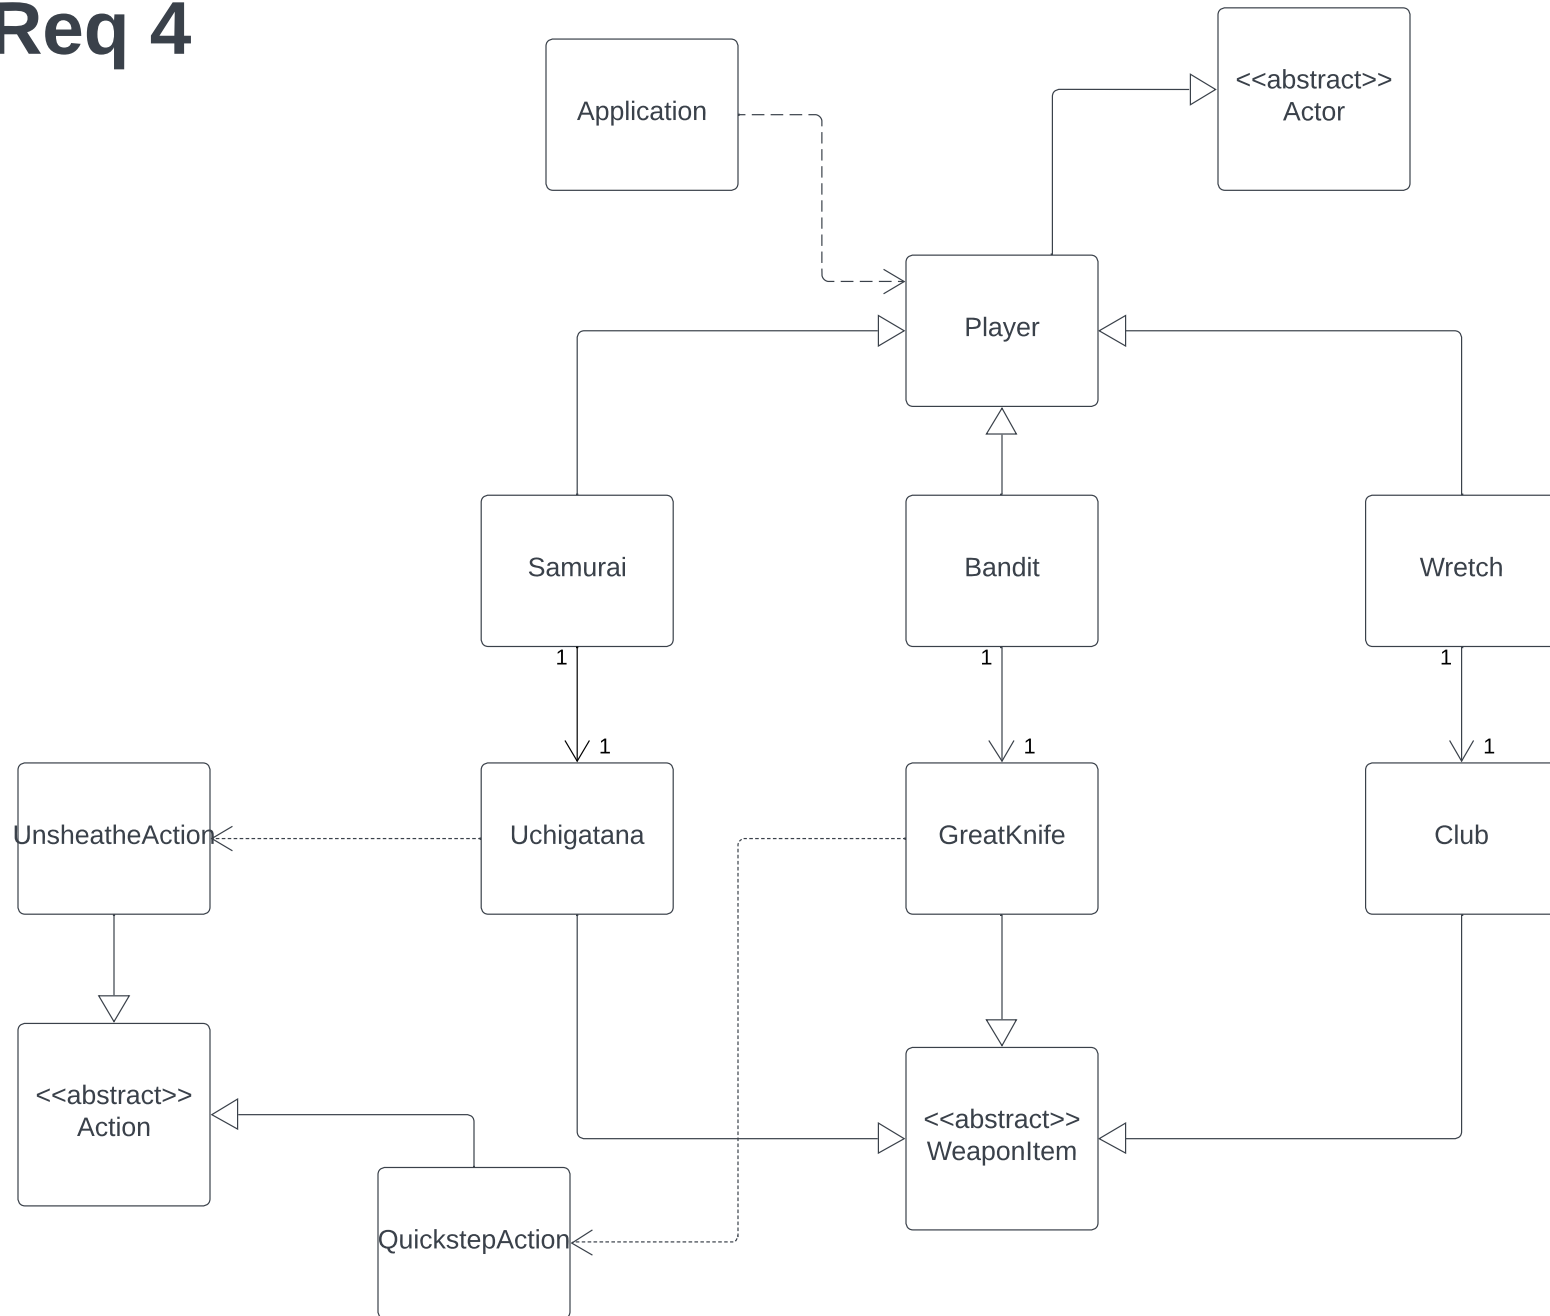 Req 4
Application
<<abstract>>
Actor
Player
Samurai
Bandit
Wretch
1
1
1
1
1
1
UnsheatheAction
Uchigatana
GreatKnife
Club
<<abstract>>
Action
<<abstract>>
WeaponItem
QuickstepAction